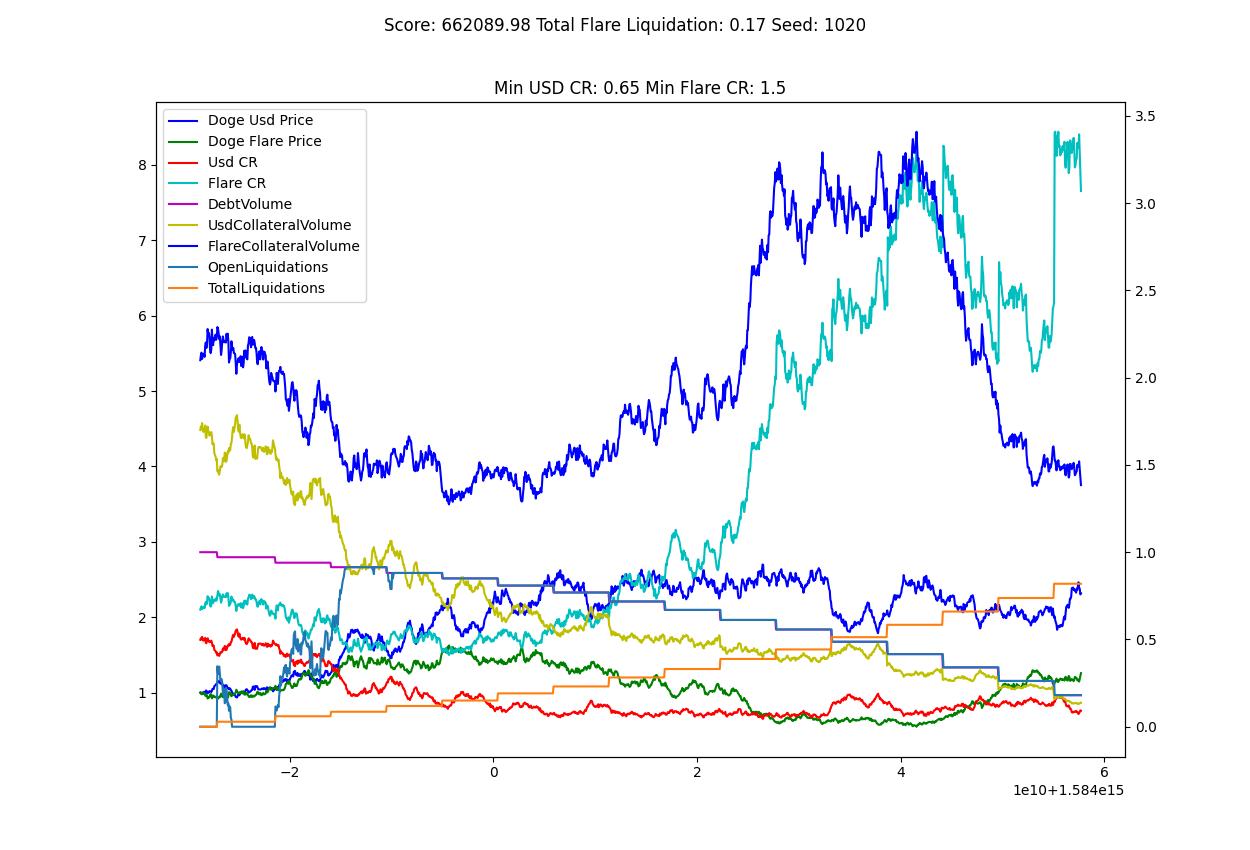 Score: 662089.98 Total Flare Liquidation: 0.17 Seed: 1020
Min USD CR: 0.65 Min Flare CR: 1.5
Doge Usd Price
Doge Flare Price
Usd CR
Flare CR
DebtVolume
UsdCollateralVolume
FlareCollateralVolume
OpenLiquidations
TotalLiquidations
8
7
6
5
4
3
2
1
3.5
3.0
2.5
2.0
1.5
1.0
0.5
0.0
−2 0 2 4 6
1e10+1.584e15